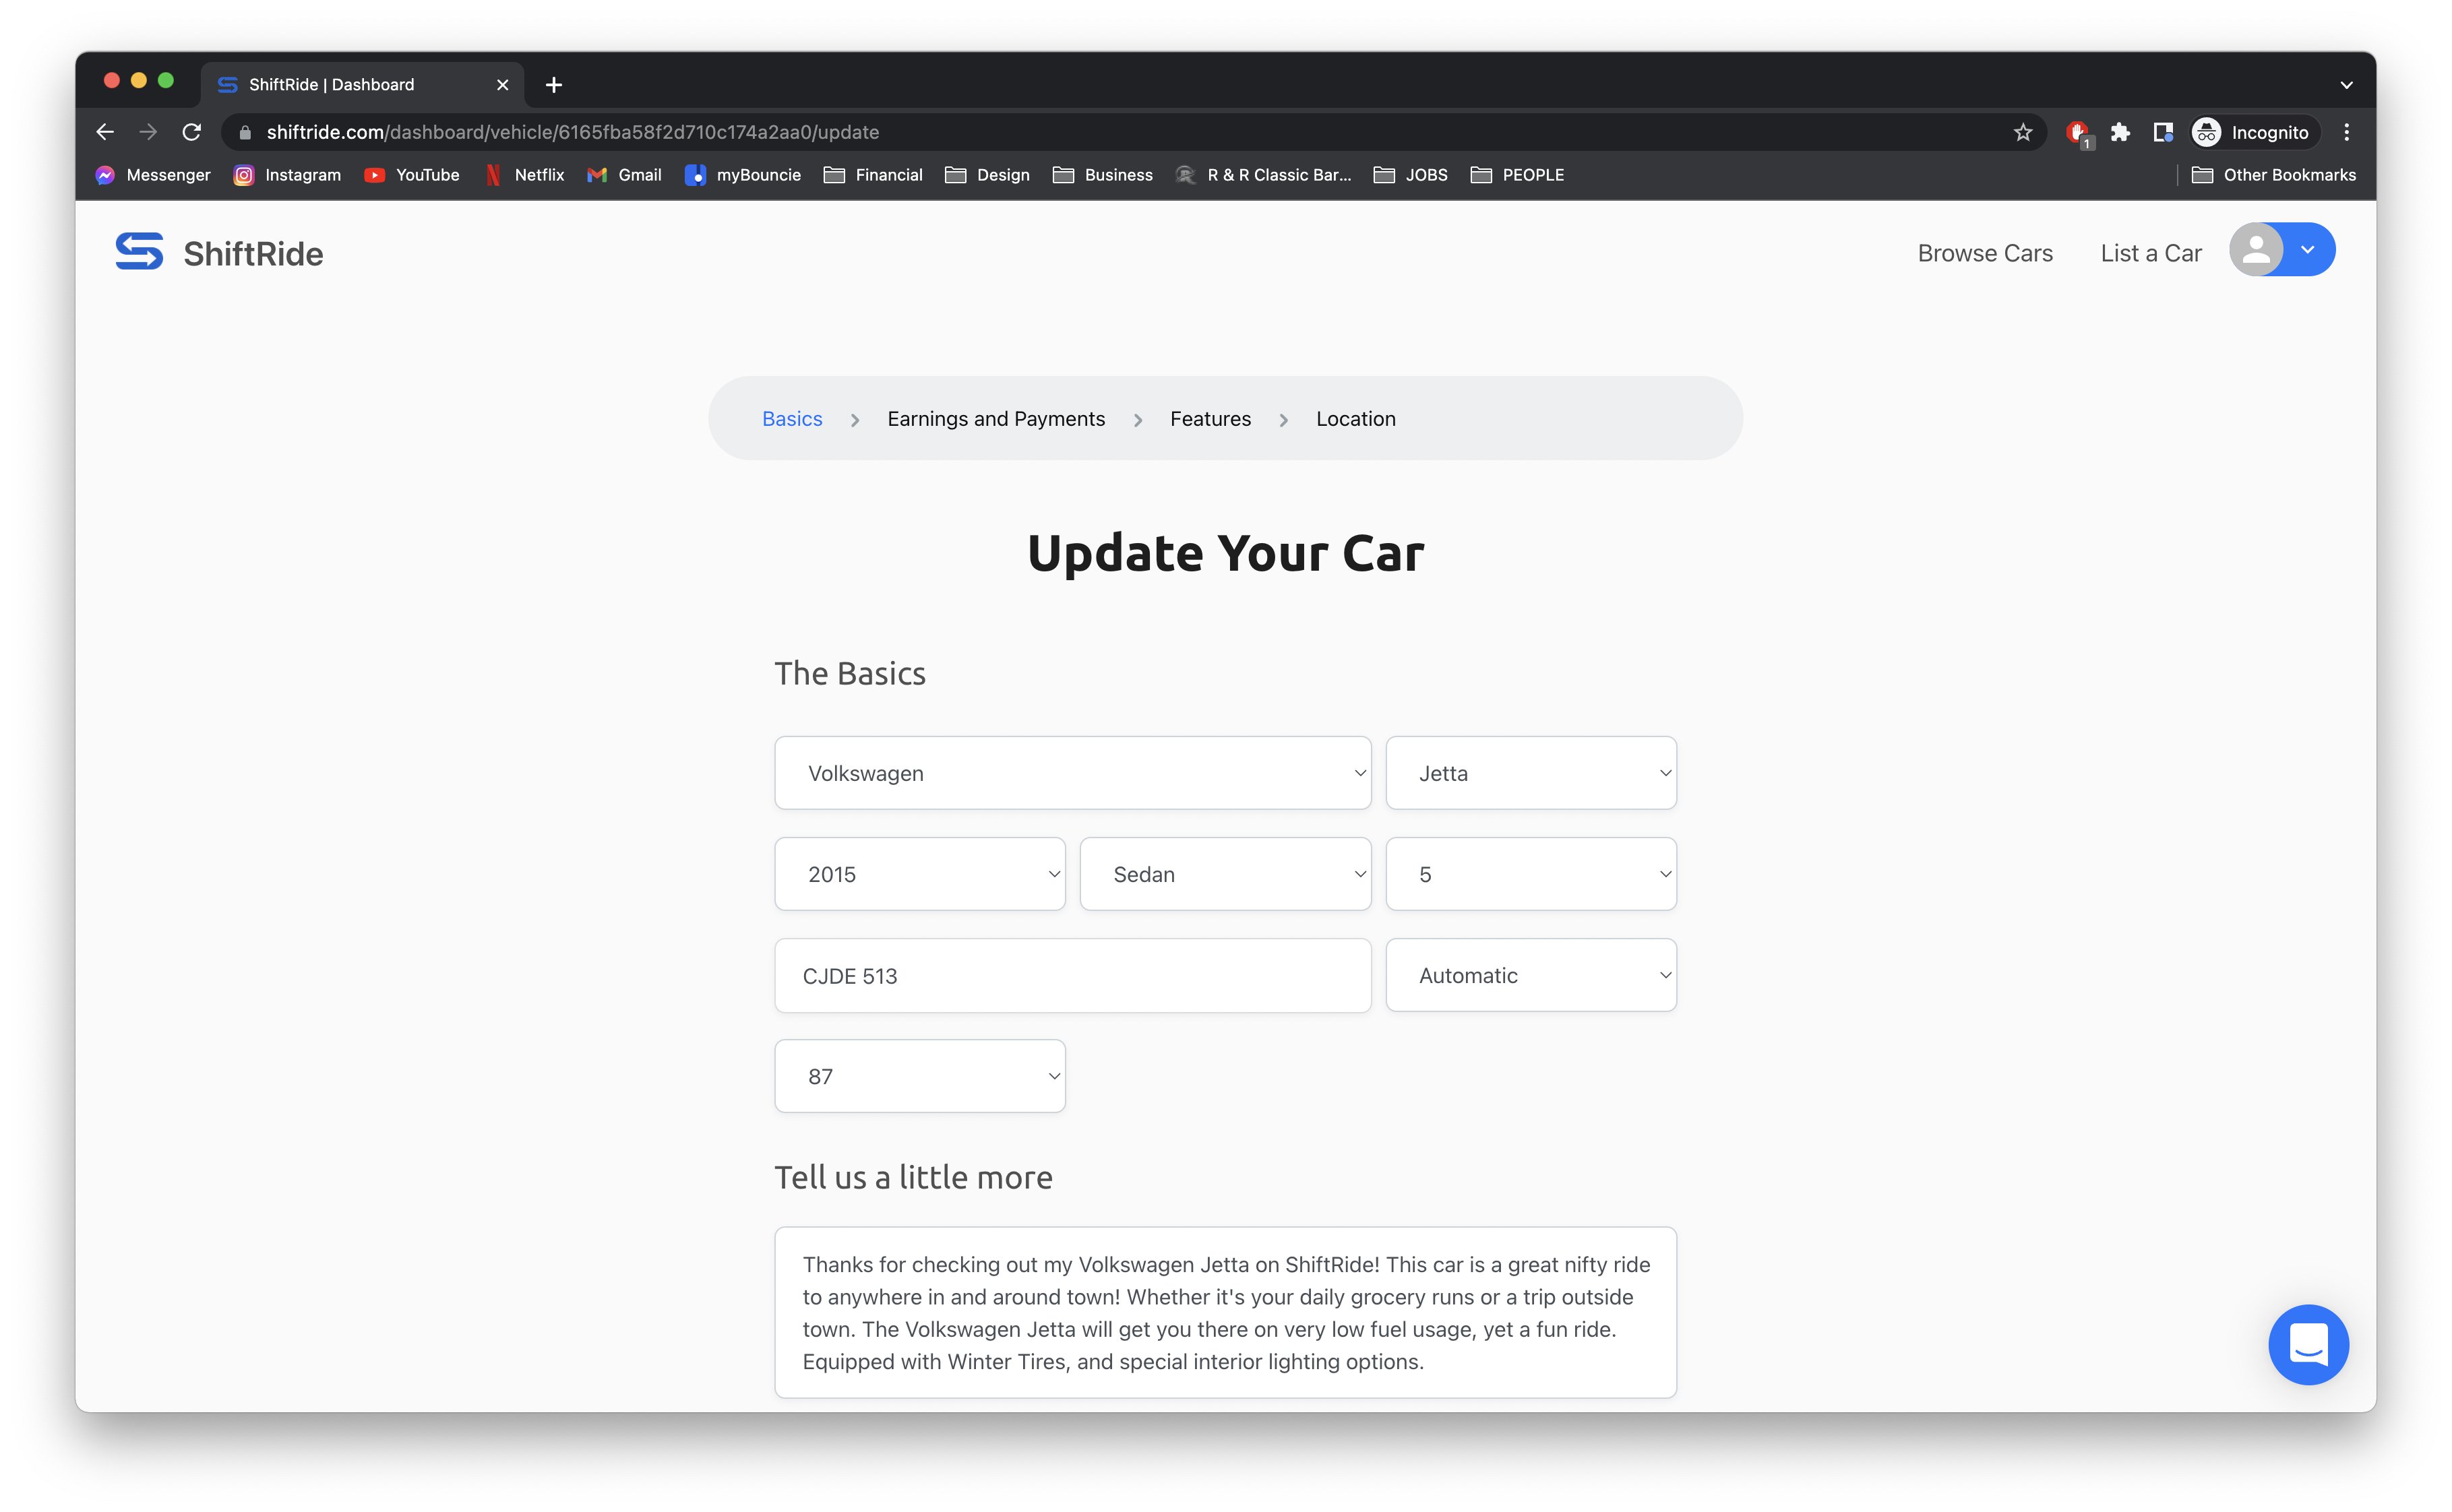 ShiftRide | Dashboard
shiftride.com/dashboard/vehicle/6165fba58f2d710c174a2aa0/update
1
Incognito
Messenger
Instagram
YouTube
Netflix
Gmail
myBouncie
Financial
Design
Business
R & R Classic Bar...
JOBS
PEOPLE
Other Bookmarks
ShiftRide
Browse Cars
List a Car
Basics
Earnings and Payments
Features
Location
Update Your Car
The Basics
Volkswagen
Jetta
2015
Sedan
5
CJDE 513
Automatic
87
Tell us a little more
Thanks for checking out my Volkswagen Jetta on ShiftRide! This car is a great nifty ride
to anywhere in and around town! Whether it's your daily grocery runs or a trip outside
town. The Volkswagen Jetta will get you there on very low fuel usage, yet a fun ride.
Equipped with Winter Tires, and special interior lighting options.